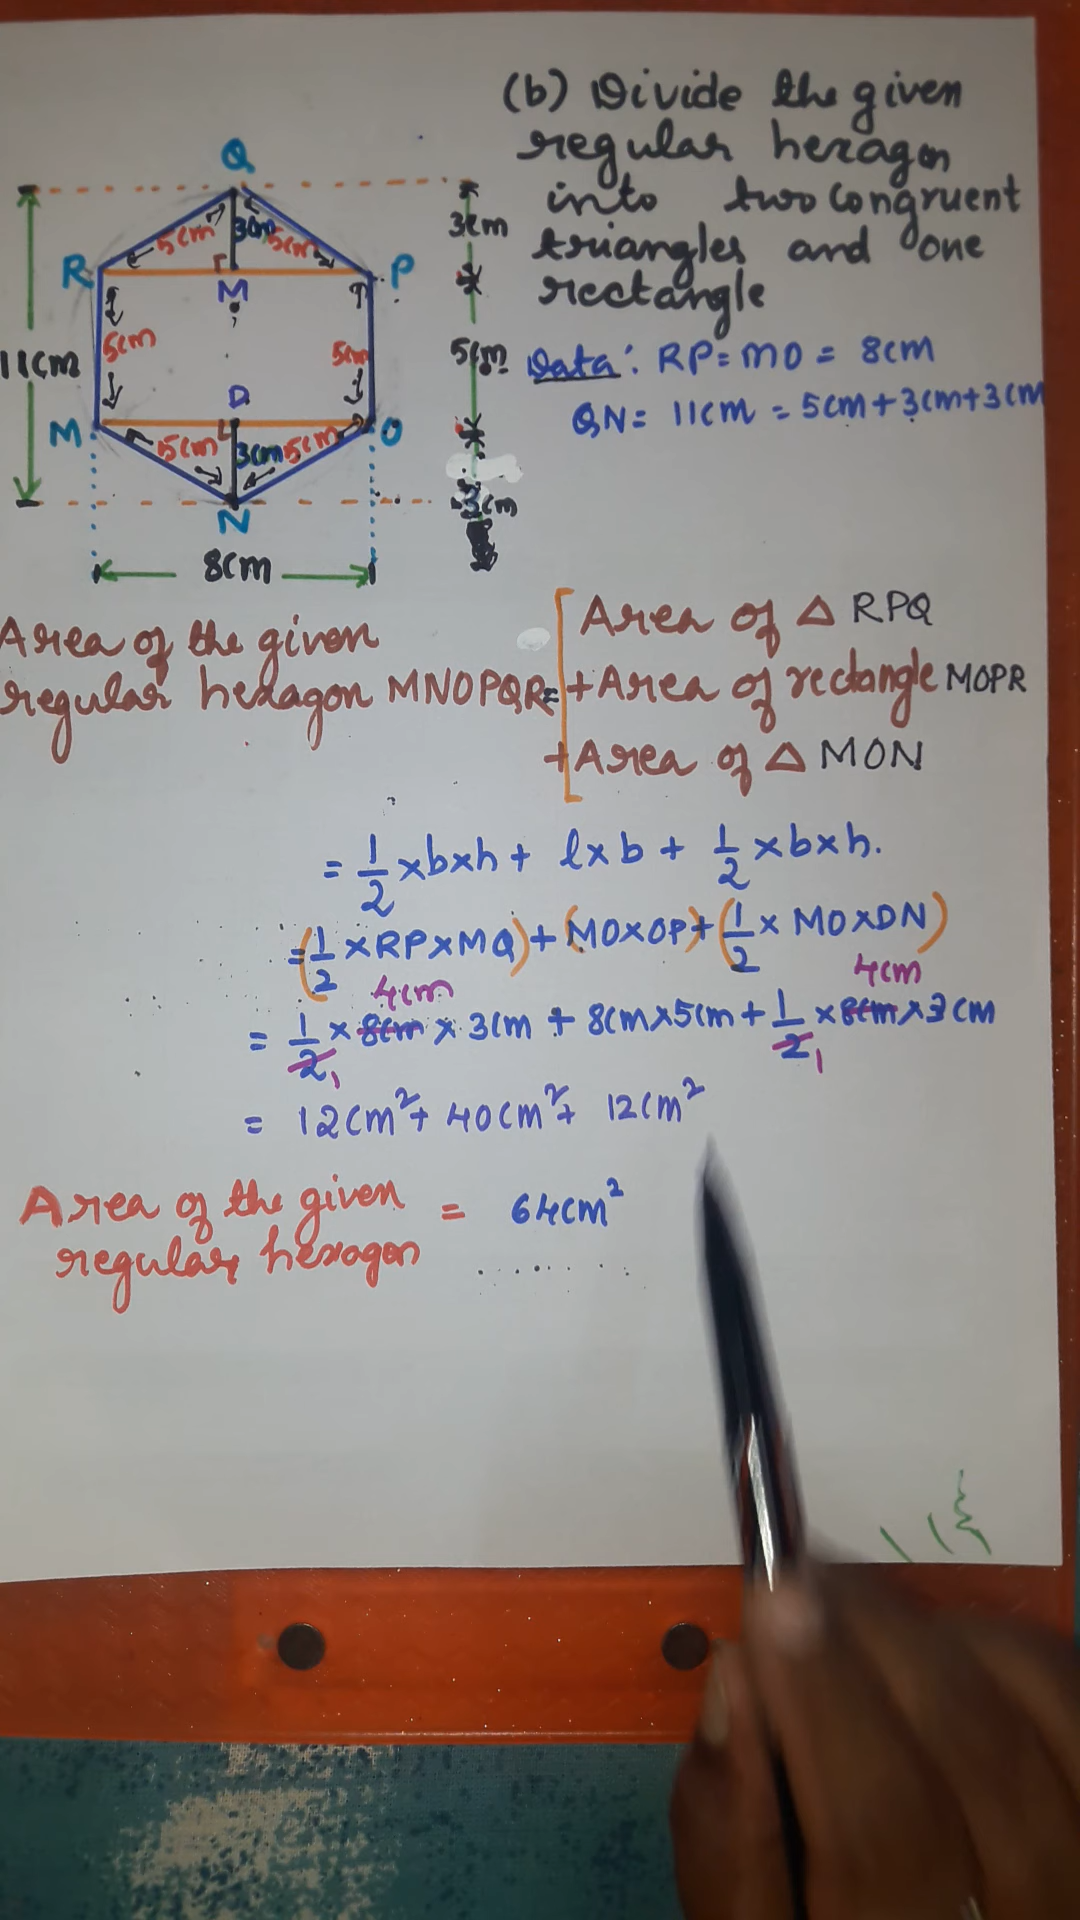 (b) Divide the given
regular hexagon
into two congruent
triangles and one
rectangle
Data: RP = MO = 8cm
QN = 11cm = 5cm+3cm+3cm
Q
5cm 3cm 5cm
R M P
11cm
5cm 5cm
M D O
5cm 3cm 5cm
N
8cm
3cm
5cm
3cm
Area of the given
regular hexagon MNOPQR =
Area of △ RPQ
+Area of rectangle MOPR
+Area of △ MON
= 1/2 × b×h + l×b + 1/2 × b×h.
= (1/2 × RP × MQ) + (MO×OP) + (1/2 × MO×DN)
4cm 4cm
= 1/2 × 8cm × 3cm + 8cm×5cm + 1/2 × 8cm × 3cm
1 1
= 12cm² + 40cm² + 12cm²
Area of the given
regular hexagon = 64cm²